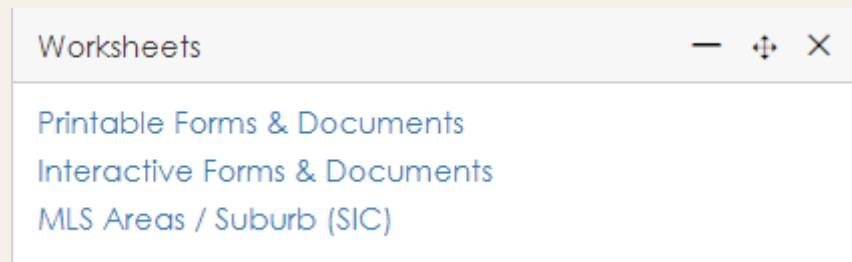 Worksheets
Printable Forms & Documents
Interactive Forms & Documents
MLS Areas / Suburb (SIC)